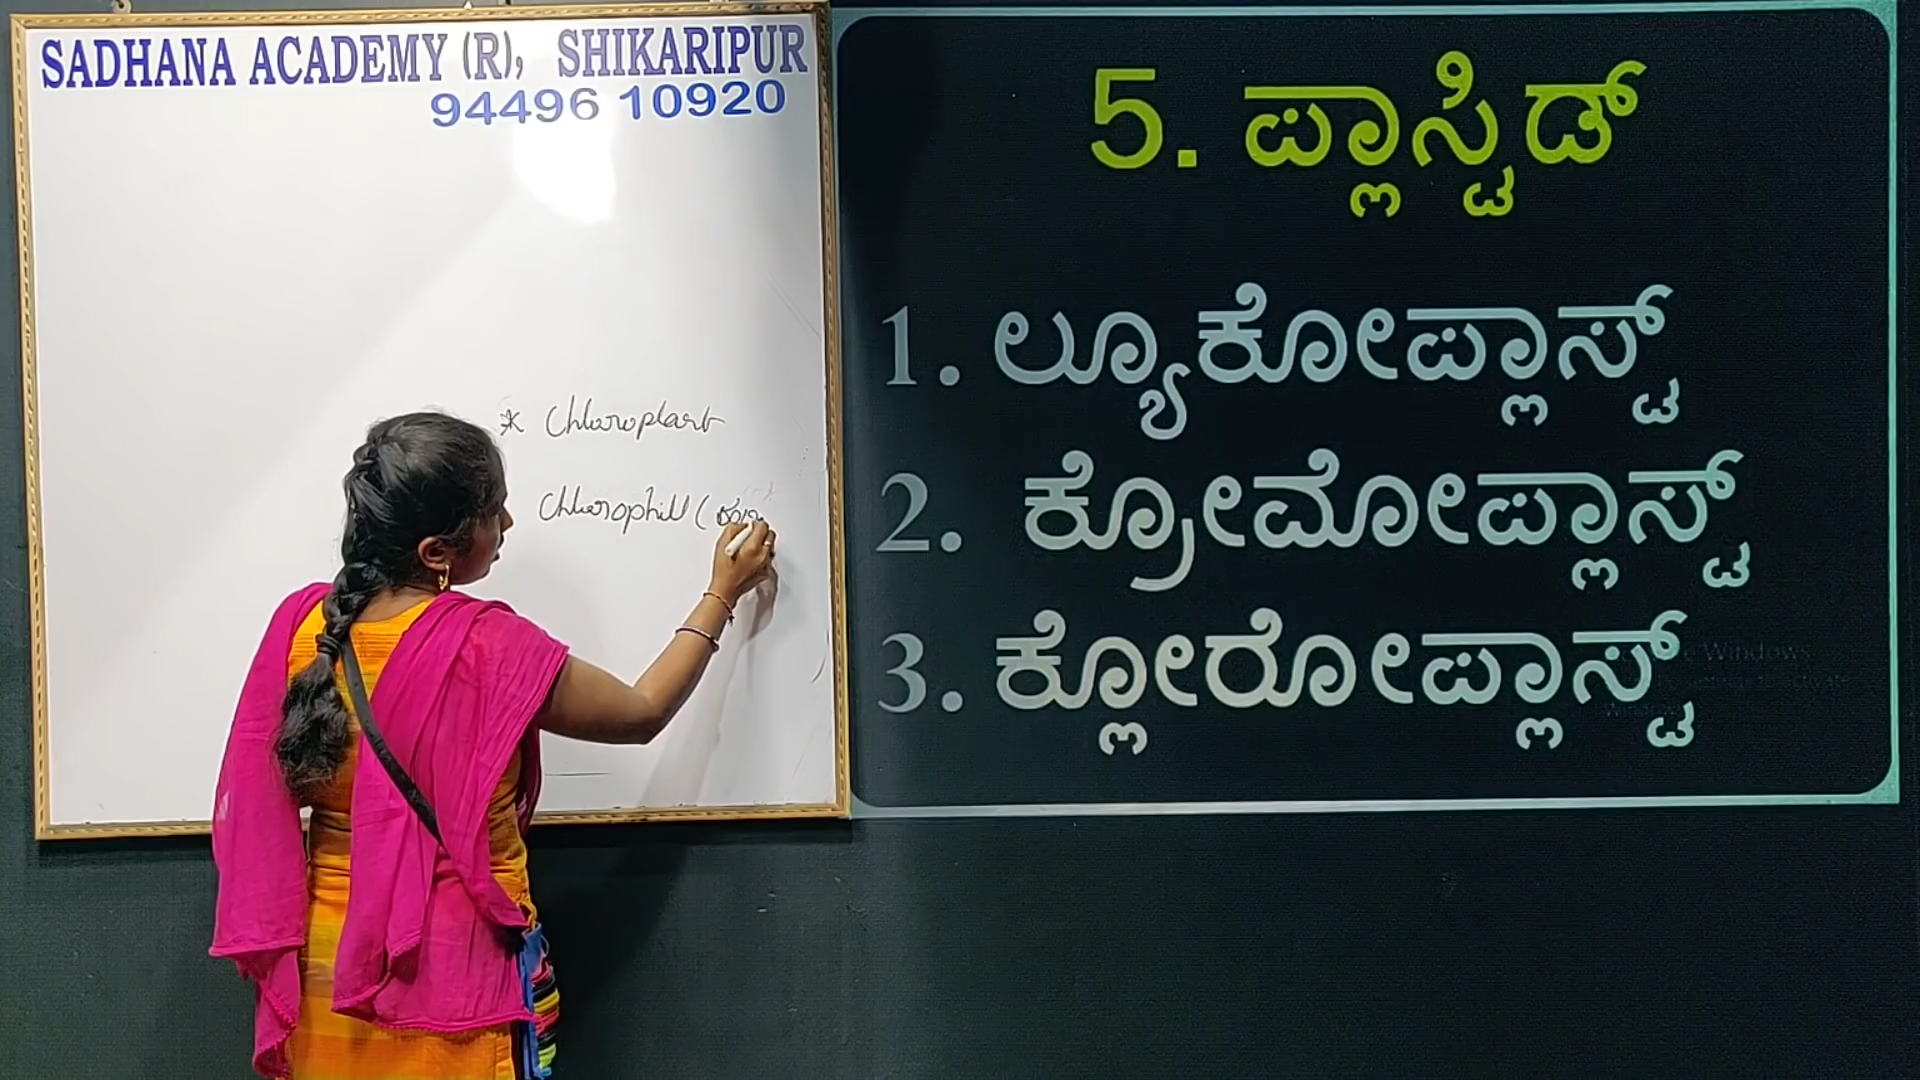 SADHANA ACADEMY (R), SHIKARIPUR
94496 10920
* Chloroplast
Chlorophill (
5. ಪ್ಲಾಸ್ಟಿಡ್
1. ಲ್ಯೂಕೋಪ್ಲಾಸ್ಟ್
2. ಕ್ರೋಮೋಪ್ಲಾಸ್ಟ್
3. ಕ್ಲೋರೋಪ್ಲಾಸ್ಟ್